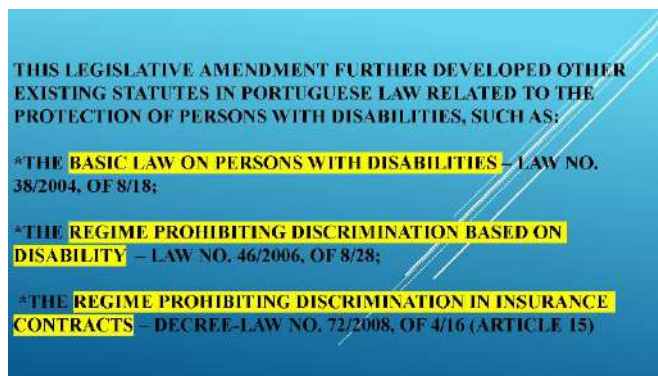 THIS LEGISLATIVE AMENDMENT FURTHER DEVELOPED OTHER
EXISTING STATUTES IN PORTUGUESE LAW RELATED TO THE
PROTECTION OF PERSONS WITH DISABILITIES, SUCH AS:
*THE BASIC LAW ON PERSONS WITH DISABILITIES – LAW NO.
38/2004, OF 8/18;
*THE REGIME PROHIBITING DISCRIMINATION BASED ON
DISABILITY – LAW NO. 46/2006, OF 8/28;
*THE REGIME PROHIBITING DISCRIMINATION IN INSURANCE
CONTRACTS – DECREE-LAW NO. 72/2008, OF 4/16 (ARTICLE 15)